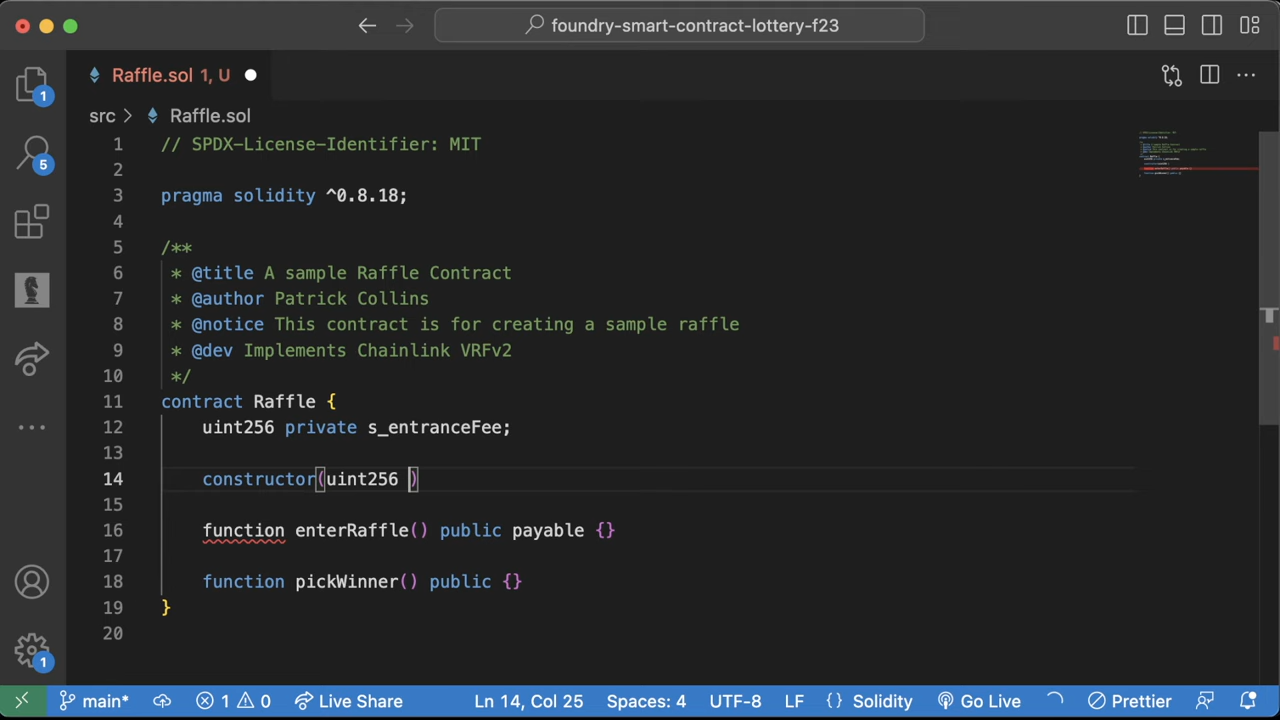 foundry-smart-contract-lottery-f23
Raffle.sol 1, U
src > Raffle.sol
1 // SPDX-License-Identifier: MIT
2
3 pragma solidity ^0.8.18;
4
5 /**
6 * @title A sample Raffle Contract
7 * @author Patrick Collins
8 * @notice This contract is for creating a sample raffle
9 * @dev Implements Chainlink VRFv2
10 */
11 contract Raffle {
12 uint256 private s_entranceFee;
13
14 constructor(uint256 )
15
16 function enterRaffle() public payable {}
17
18 function pickWinner() public {}
19 }
20
1
5
1
main* 1 0 Live Share Ln 14, Col 25 Spaces: 4 UTF-8 LF {} Solidity Go Live Prettier